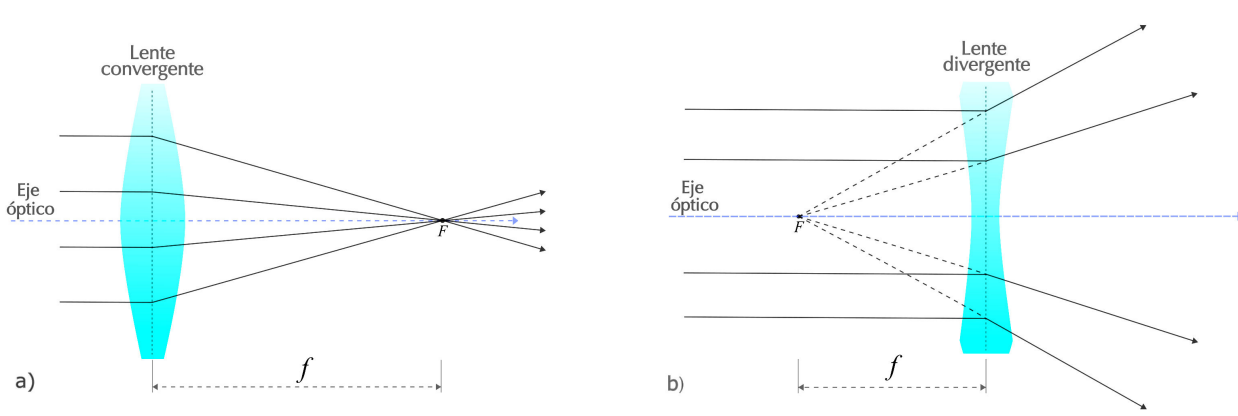 Lente
convergente
Eje
óptico
F
f
a)
Lente
divergente
Eje
óptico
F
f
b)